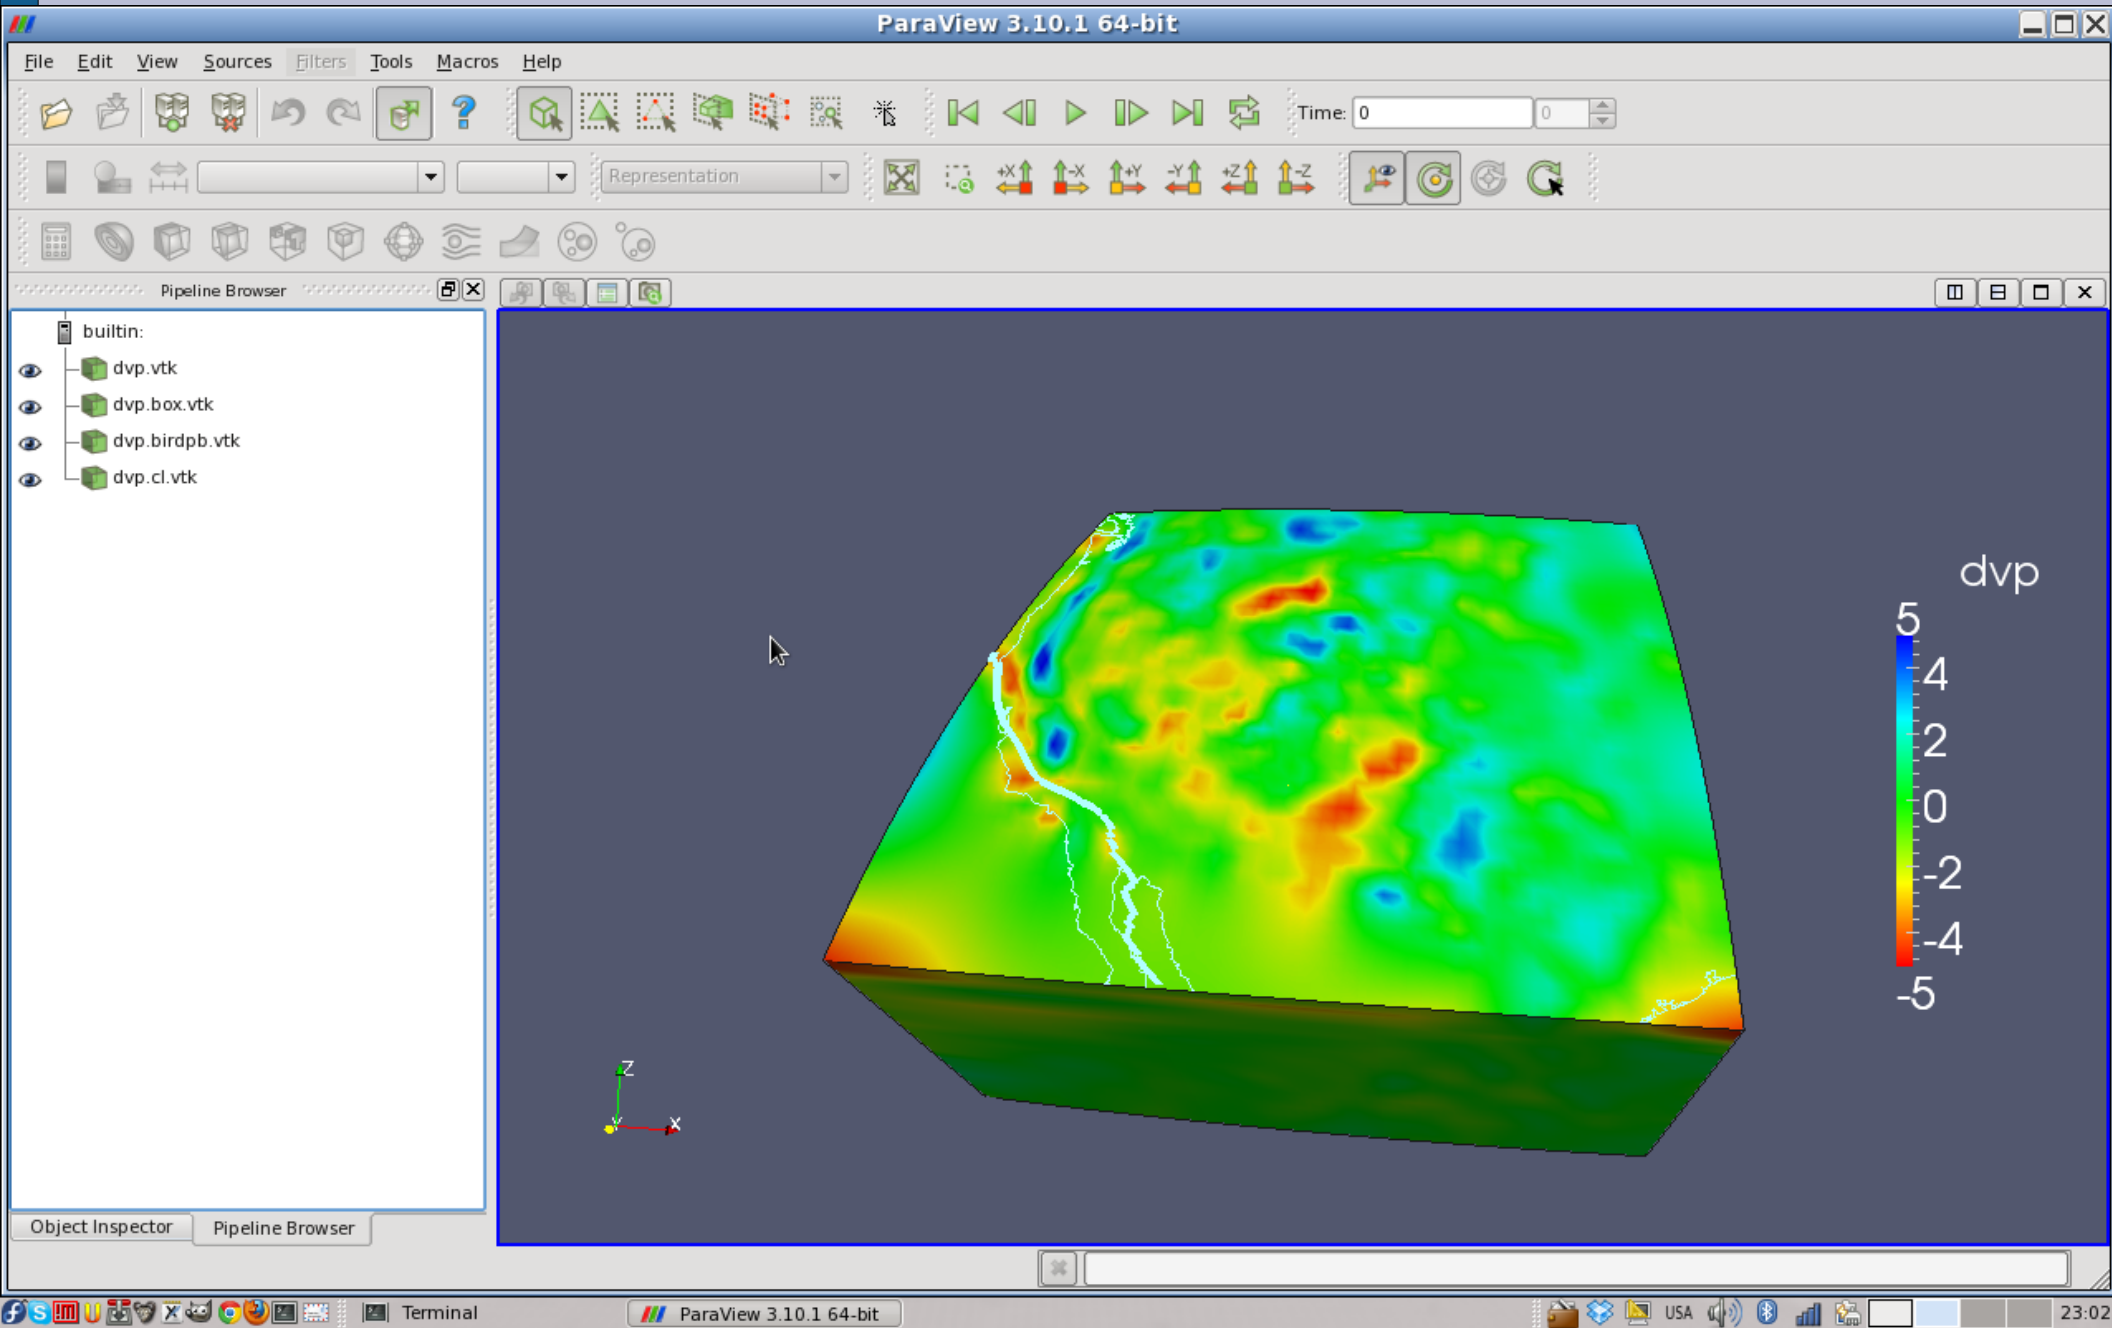 ParaView 3.10.1 64-bit
File Edit View Sources Filters Tools Macros Help
Time: 0 0
Representation +X -X +Y -Y +Z -Z
Pipeline Browser
builtin:
dvp.vtk
dvp.box.vtk
dvp.birdpb.vtk
dvp.cl.vtk
dvp
5
4
2
0
-2
-4
-5
Z
Y X
Object Inspector Pipeline Browser
Terminal ParaView 3.10.1 64-bit USA 23:02